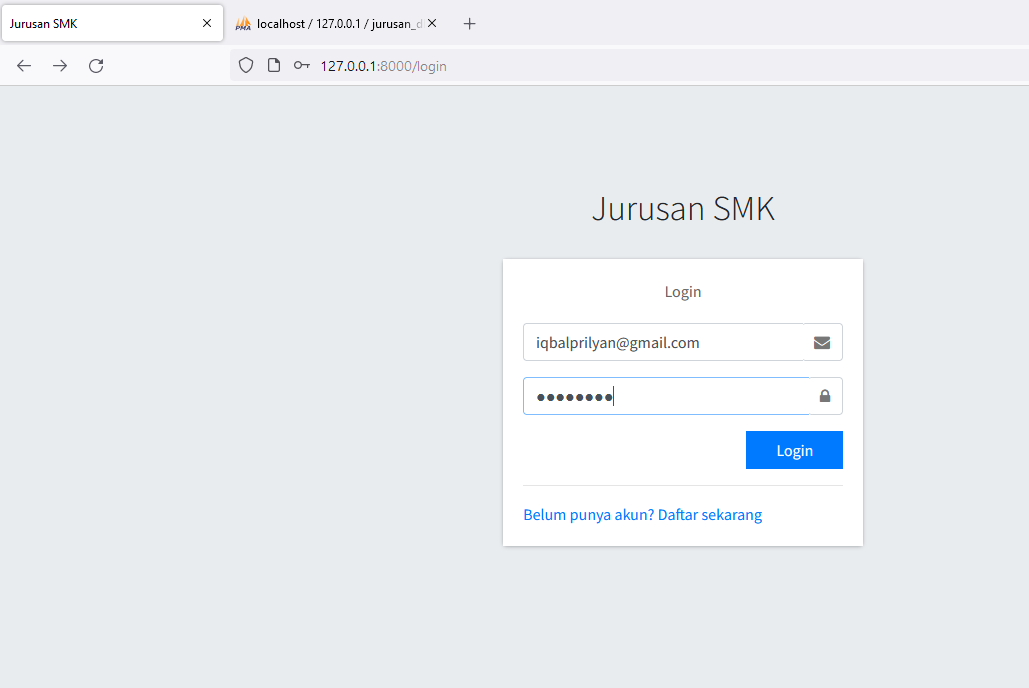 Jurusan SMK
localhost / 127.0.0.1 / jurusan_d
127.0.0.1:8000/login
Jurusan SMK
Login
iqbalprilyan@gmail.com
Login
Belum punya akun? Daftar sekarang